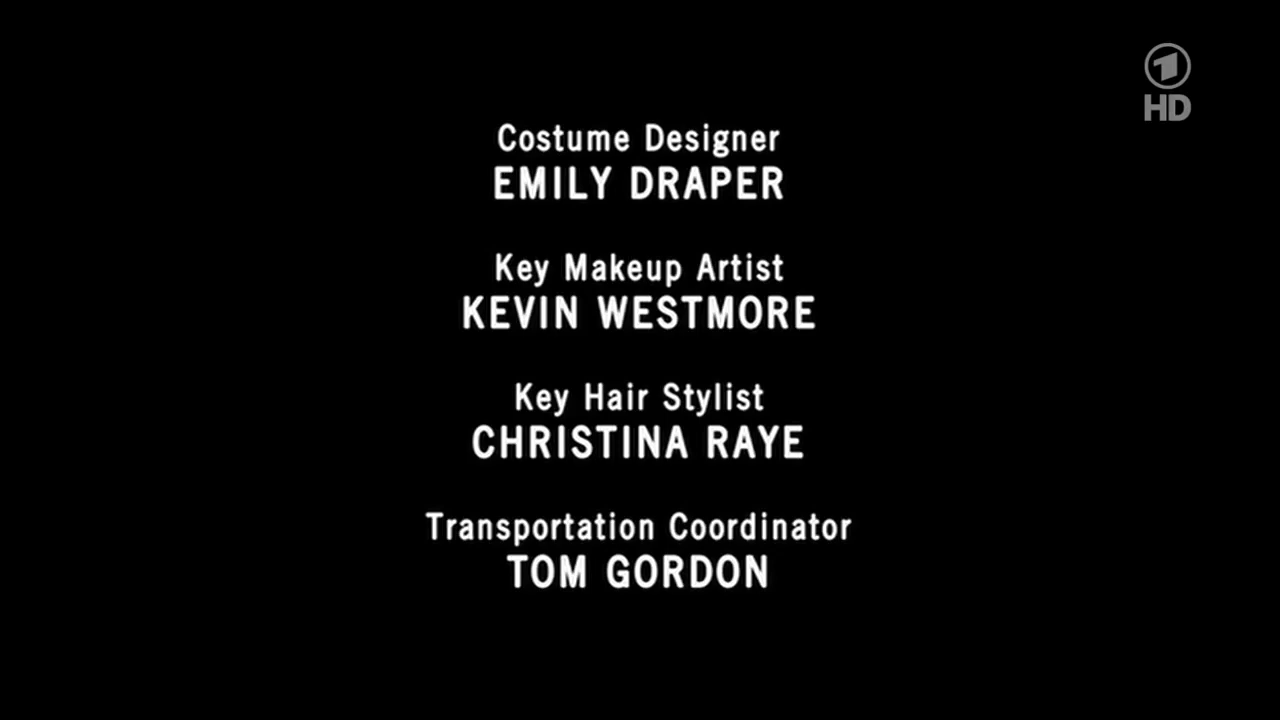 1
HD
Costume Designer
EMILY DRAPER
Key Makeup Artist
KEVIN WESTMORE
Key Hair Stylist
CHRISTINA RAYE
Transportation Coordinator
TOM GORDON